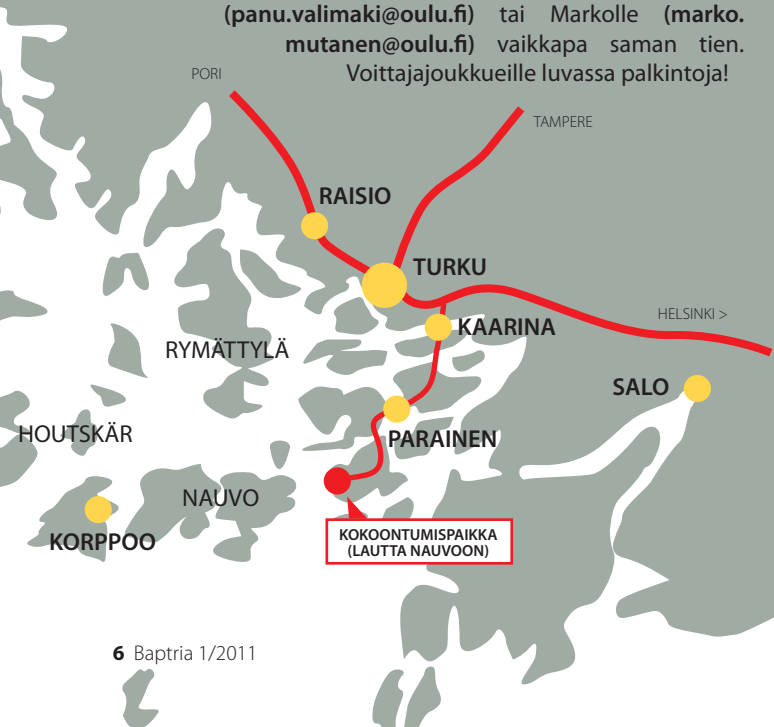 (panu.valimaki@oulu.fi) tai Markolle (marko.
mutanen@oulu.fi) vaikkapa saman tien.
Voittajajoukkueille luvassa palkintoja!
PORI
TAMPERE
RAISIO
TURKU
HELSINKI >
KAARINA
RYMÄTTYLÄ
SALO
HOUTSKÄR
PARAINEN
NAUVO
KORPPOO
KOKOONTUMISPAIKKA
(LAUTTA NAUVOON)
6 Baptria 1/2011